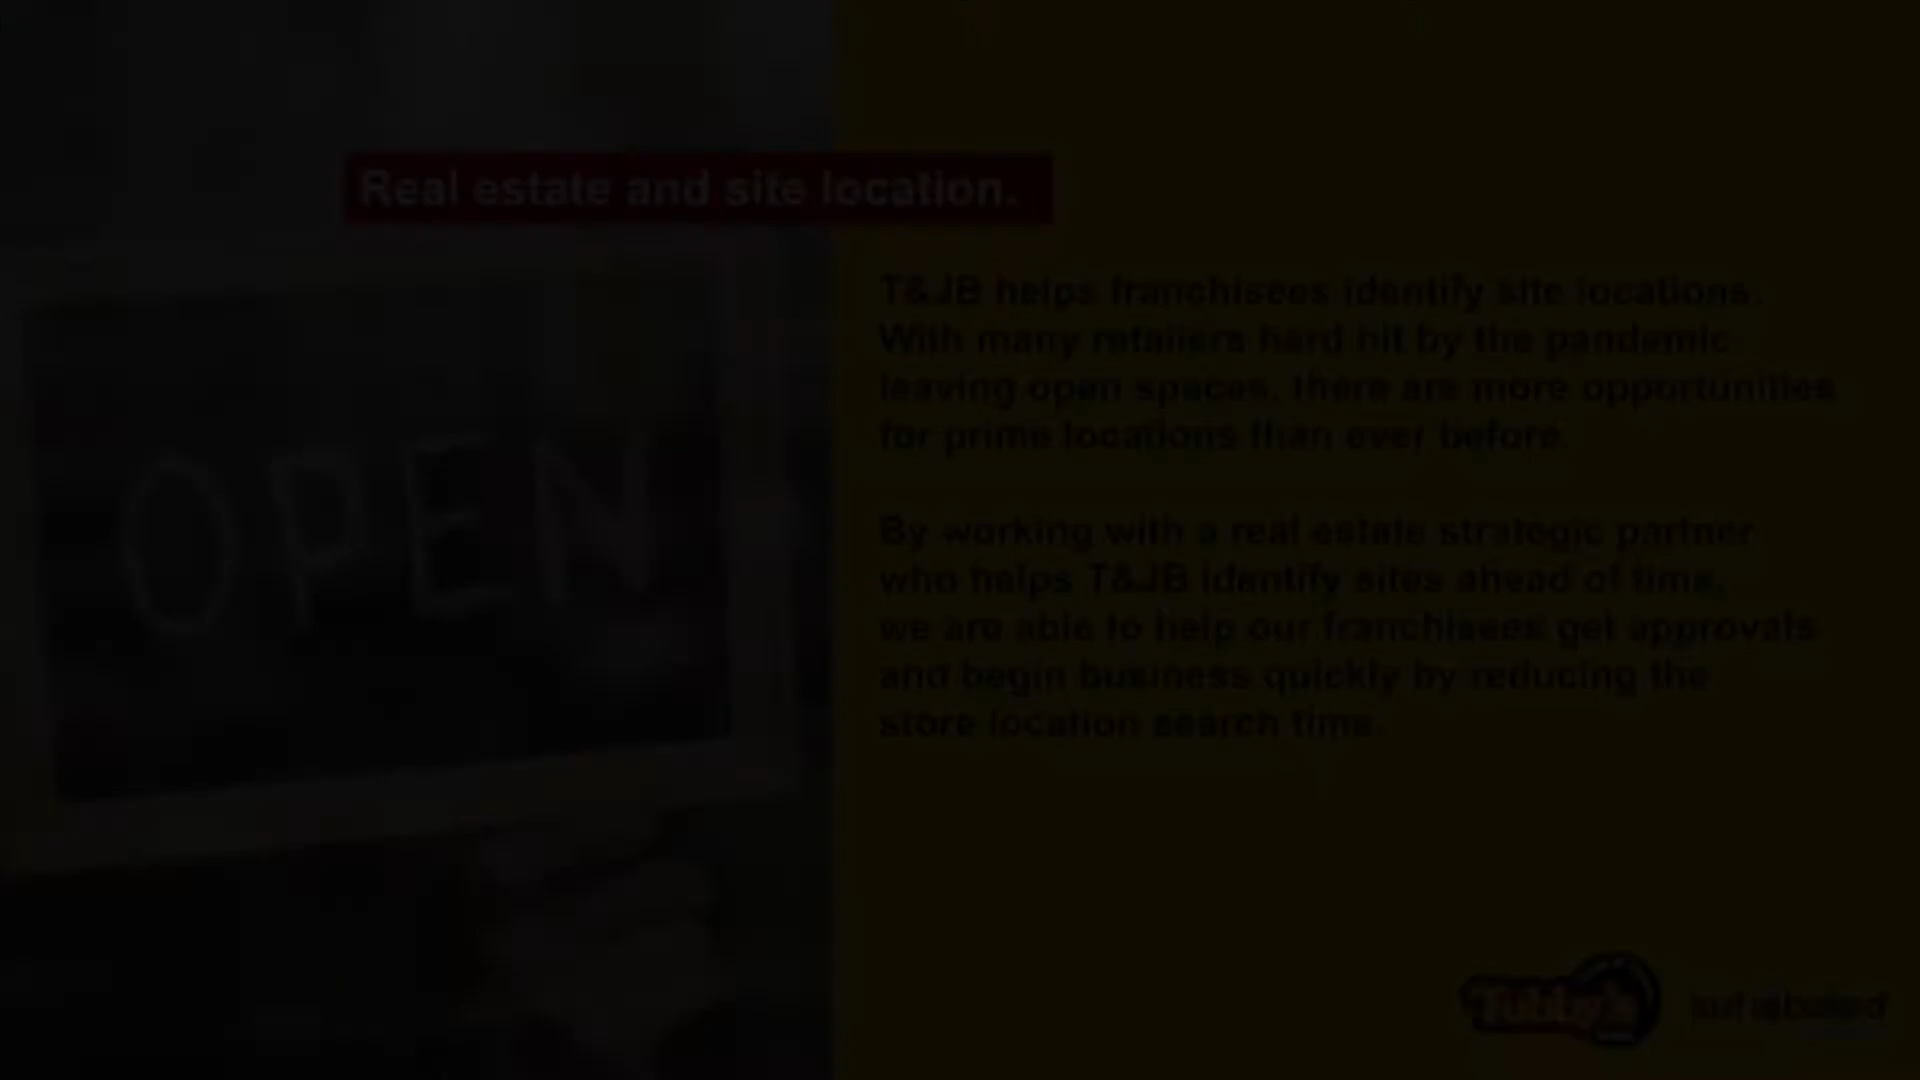 Real estate and site location.
T&JB helps franchisees identify site locations.
With many retailers hard hit by the pandemic
leaving open spaces, there are more opportunities
for prime locations than ever before.
OPEN
By working with a real estate strategic partner
who helps T&JB identify sites ahead of time,
we are able to help our franchisees get approvals
and begin business quickly by reducing the
store location search time.
Tubby's